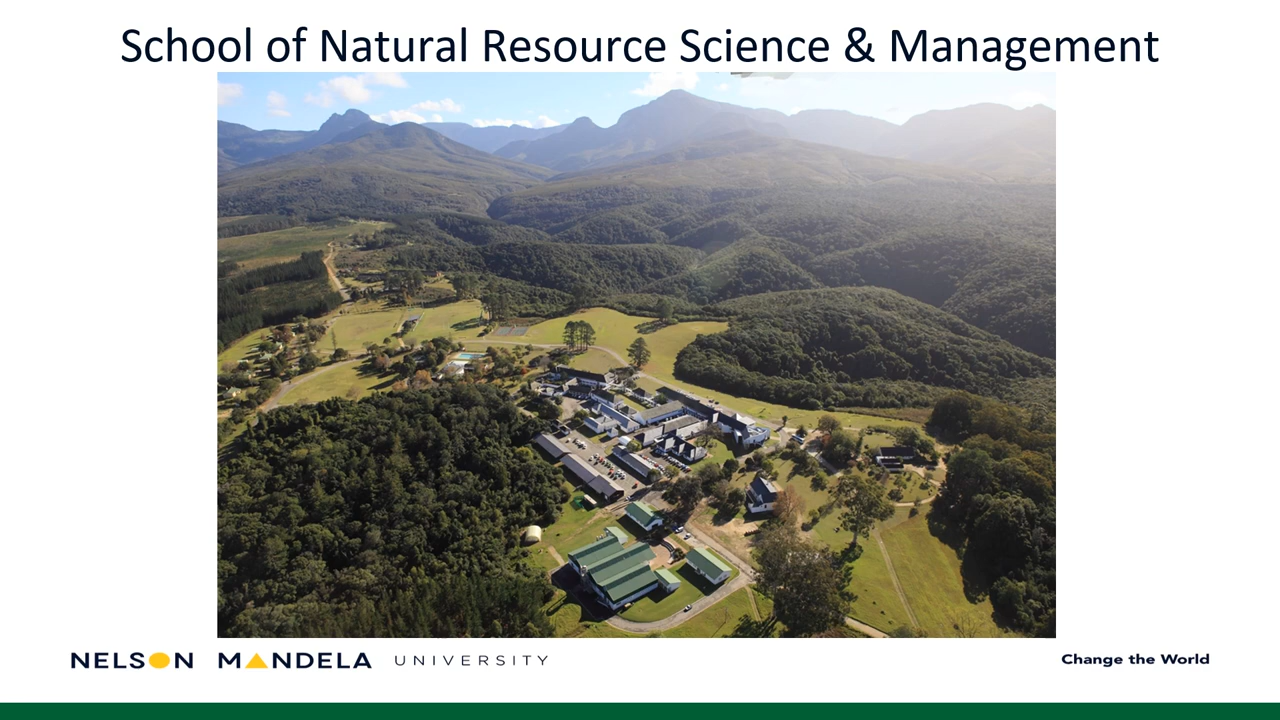 School of Natural Resource Science & Management
NELSON MANDELA UNIVERSITY
Change the World